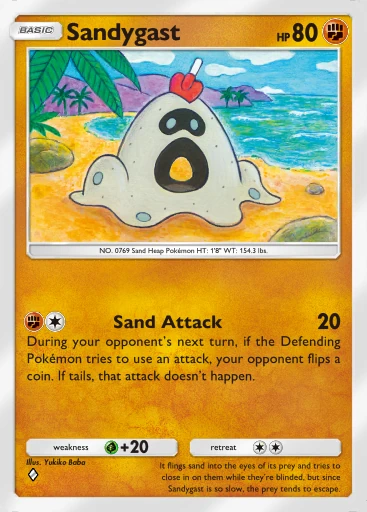 BASIC Sandygast HP 80
NO. 0769 Sand Heap Pokémon HT: 1'8" WT: 154.3 lbs.
Sand Attack 20
During your opponent's next turn, if the Defending
Pokémon tries to use an attack, your opponent flips a
coin. If tails, that attack doesn't happen.
weakness +20 retreat
Illus. Yukiko Baba
It flings sand into the eyes of its prey and tries to
close in on them while they're blinded, but since
Sandygast is so slow, the prey tends to escape.